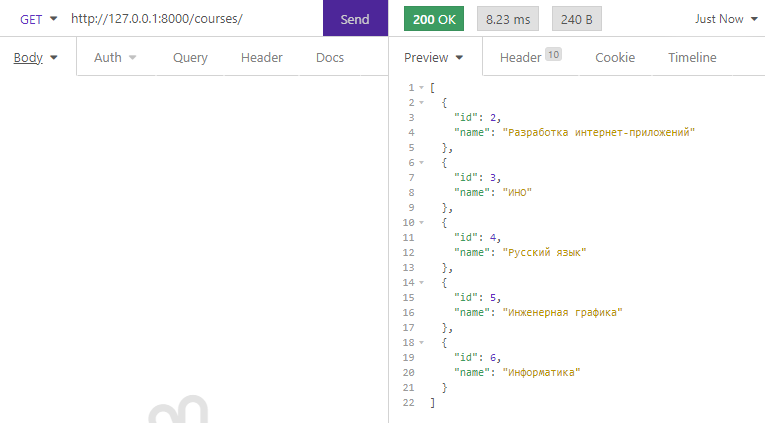 GET http://127.0.0.1:8000/courses/ Send 200 OK 8.23 ms 240 B Just Now
Body Auth Query Header Docs Preview Header 10 Cookie Timeline
1 [
2 {
3 "id": 2,
4 "name": "Разработка интернет-приложений"
5 },
6 {
7 "id": 3,
8 "name": "ИНО"
9 },
10 {
11 "id": 4,
12 "name": "Русский язык"
13 },
14 {
15 "id": 5,
16 "name": "Инженерная графика"
17 },
18 {
19 "id": 6,
20 "name": "Информатика"
21 }
22 ]